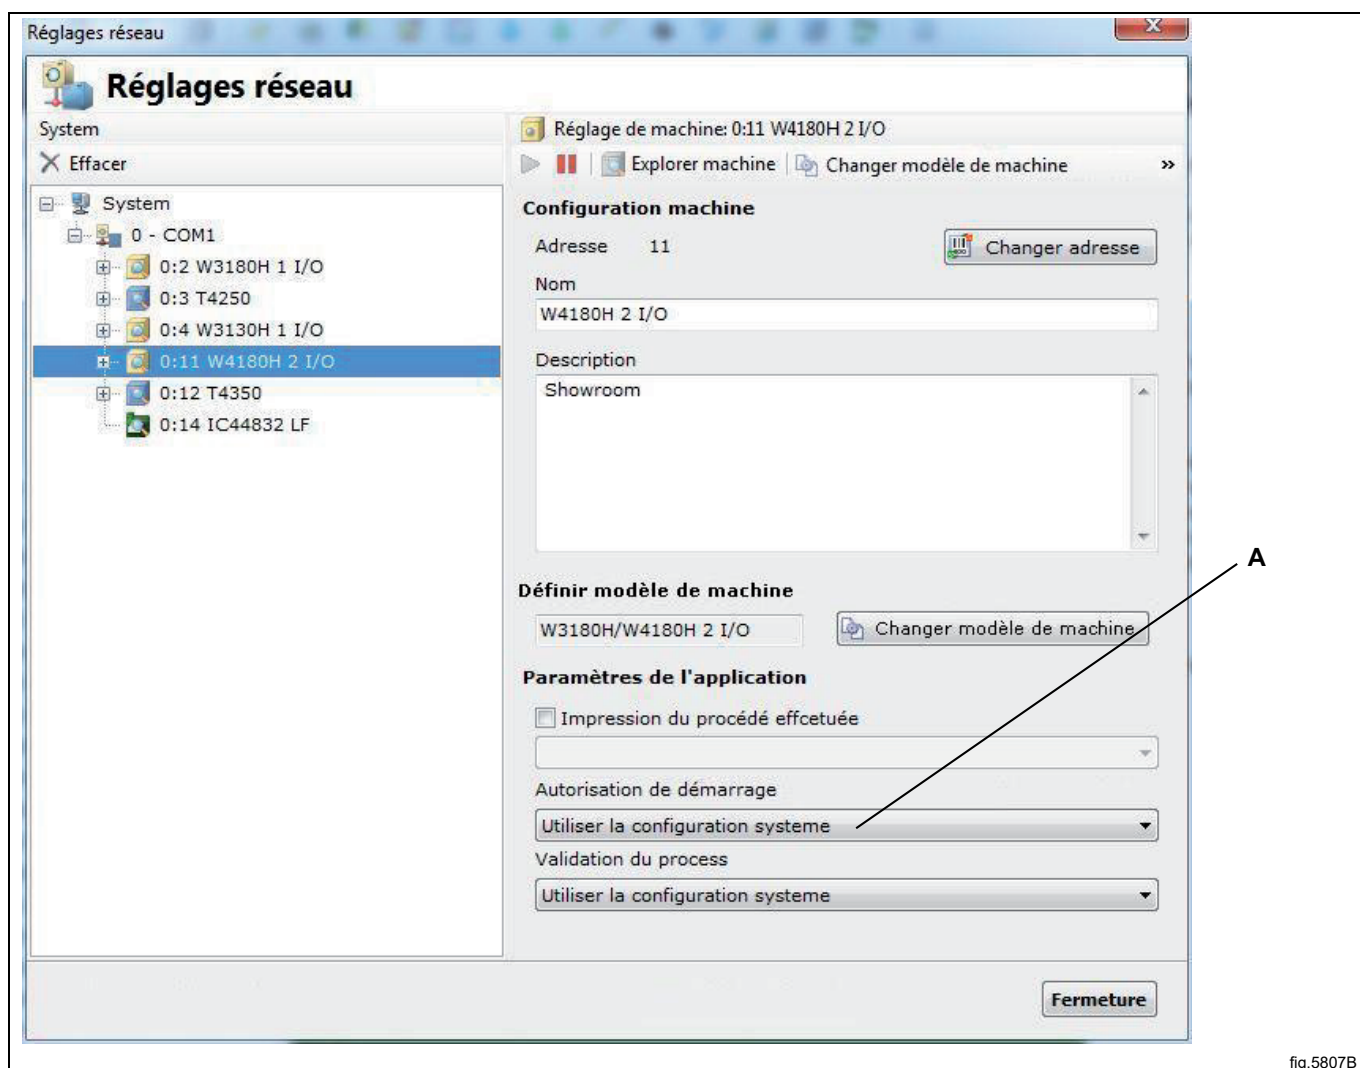 Réglages réseau
Réglages réseau
System
Effacer
System
0 - COM1
0:2 W3180H 1 I/O
0:3 T4250
0:4 W3130H 1 I/O
0:11 W4180H 2 I/O
0:12 T4350
0:14 IC44832 LF
Réglage de machine: 0:11 W4180H 2 I/O
Explorer machine
Changer modèle de machine
»
Configuration machine
Adresse 11
Changer adresse
Nom
W4180H 2 I/O
Description
Showroom
A
Définir modèle de machine
W3180H/W4180H 2 I/O
Changer modèle de machine
Paramètres de l'application
Impression du procédé effcetuée
Autorisation de démarrage
Utiliser la configuration systeme
Validation du process
Utiliser la configuration systeme
Fermeture
fig.5807B